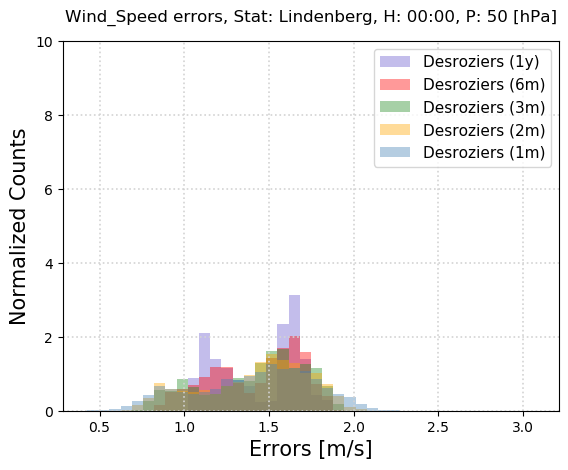 Wind_Speed errors, Stat: Lindenberg, H: 00:00, P: 50 [hPa]
10
8
6
4
2
0
Normalized Counts
Desroziers (1y)
Desroziers (6m)
Desroziers (3m)
Desroziers (2m)
Desroziers (1m)
0.5 1.0 1.5 2.0 2.5 3.0
Errors [m/s]